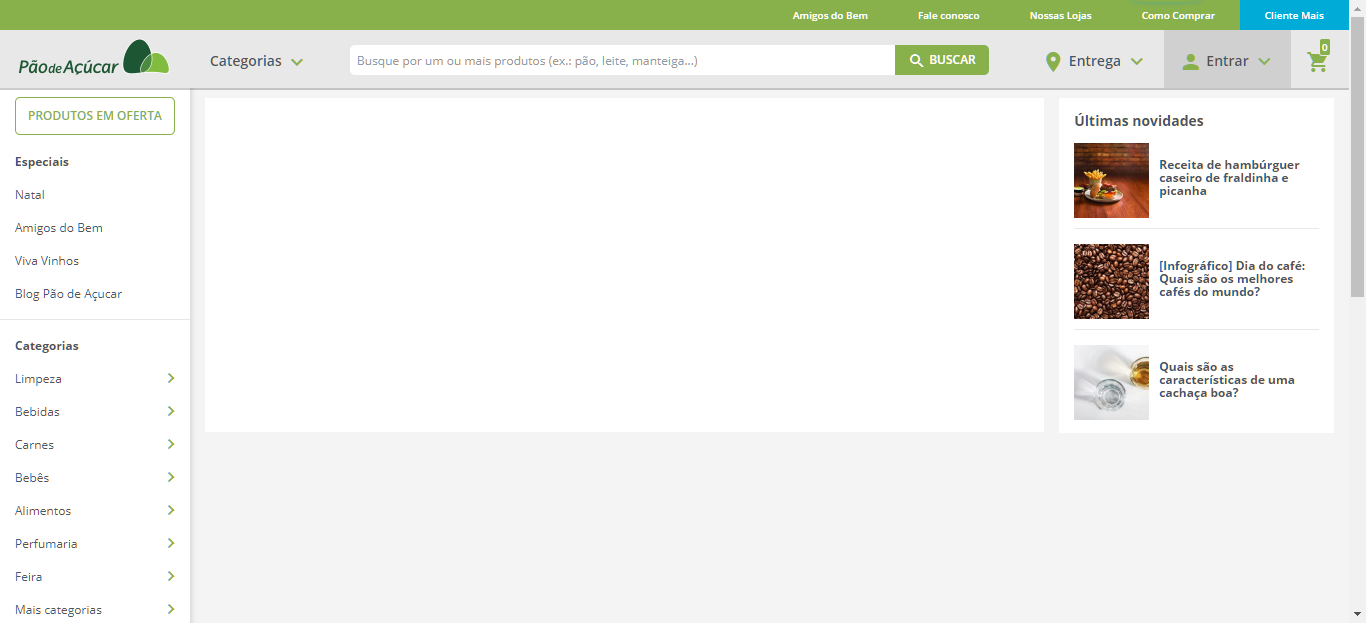 Amigos do Bem
Fale conosco
Nossas Lojas
Como Comprar
Cliente Mais
Pão de Açúcar
Categorias
Busque por um ou mais produtos (ex.: pão, leite, manteiga...)
BUSCAR
Entrega
Entrar
0
PRODUTOS EM OFERTA
Especiais
Natal
Amigos do Bem
Viva Vinhos
Blog Pão de Açucar
Categorias
Limpeza
Bebidas
Carnes
Bebês
Alimentos
Perfumaria
Feira
Mais categorias
Últimas novidades
Receita de hambúrguer
caseiro de fraldinha e
picanha
[Infográfico] Dia do café:
Quais são os melhores
cafés do mundo?
Quais são as
características de uma
cachaça boa?